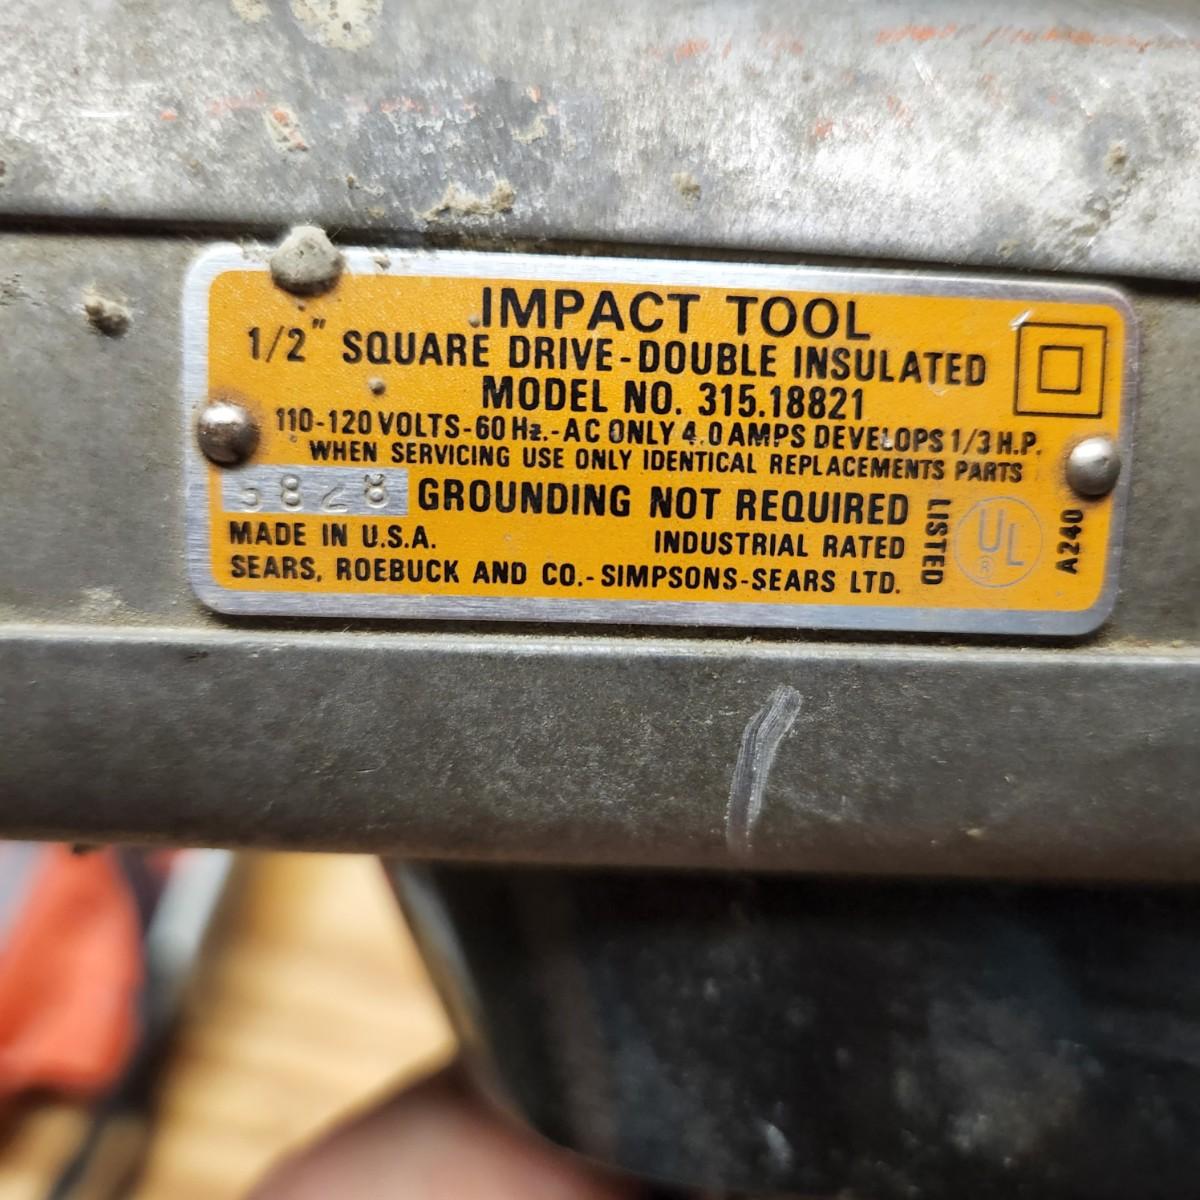 IMPACT TOOL
1/2" SQUARE DRIVE-DOUBLE INSULATED
MODEL NO. 315.18821
110-120 VOLTS-60 Hz.-AC ONLY 4.0 AMPS DEVELOPS 1/3 H.P.
WHEN SERVICING USE ONLY IDENTICAL REPLACEMENTS PARTS
5828 GROUNDING NOT REQUIRED
MADE IN U.S.A. INDUSTRIAL RATED
SEARS, ROEBUCK AND CO.-SIMPSONS-SEARS LTD.
LISTED
UL
®
A240